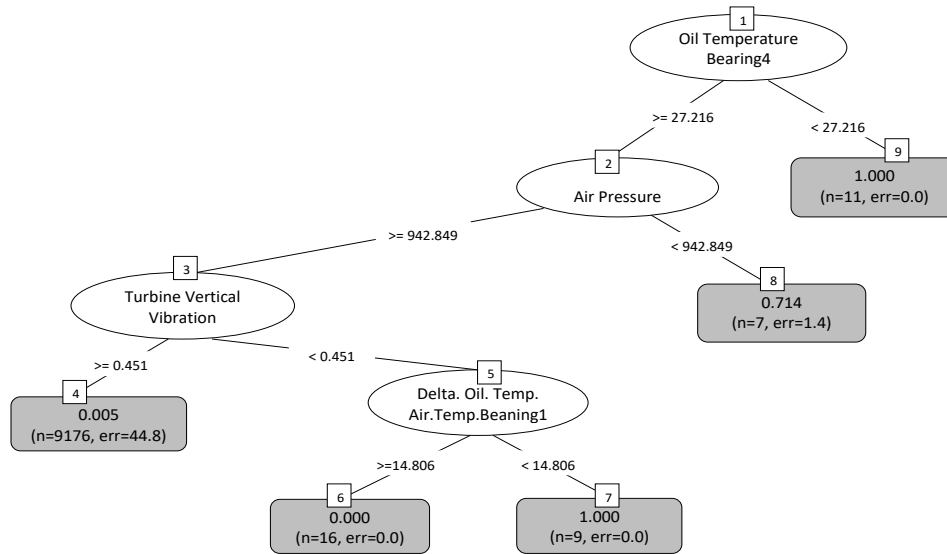 1
Oil Temperature
Bearing4
>= 27.216
< 27.216
2
Air Pressure
9
1.000
(n=11, err=0.0)
>= 942.849
< 942.849
3
Turbine Vertical
Vibration
8
0.714
(n=7, err=1.4)
>= 0.451
< 0.451
4
0.005
(n=9176, err=44.8)
5
Delta. Oil. Temp.
Air.Temp.Beaning1
>=14.806
< 14.806
6
0.000
(n=16, err=0.0)
7
1.000
(n=9, err=0.0)